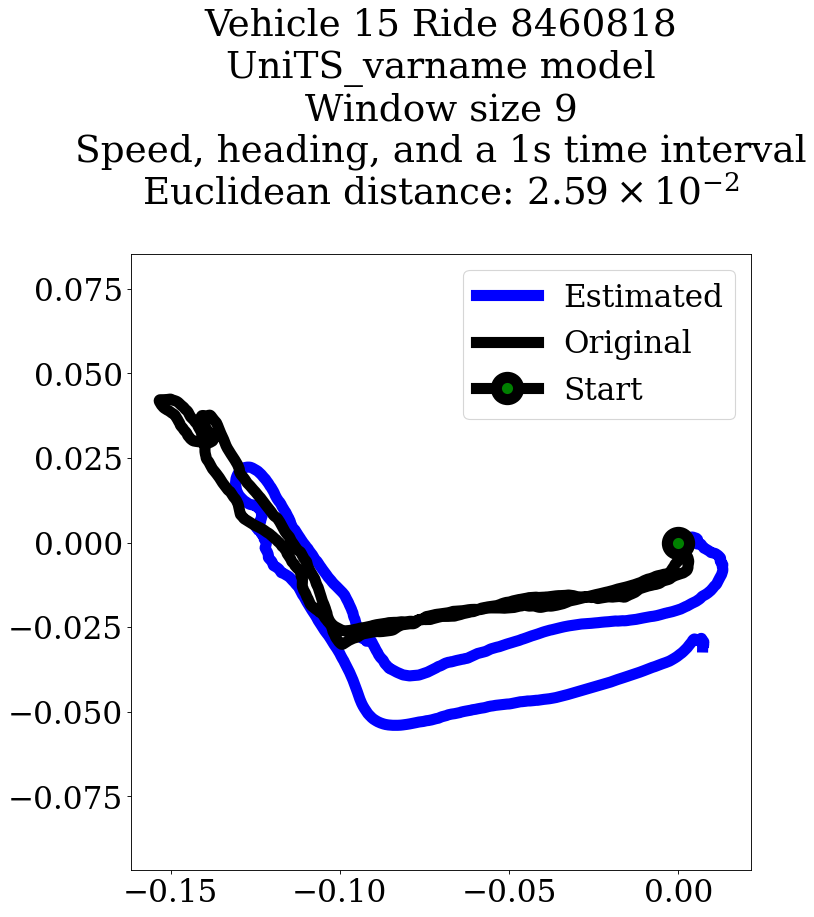 Vehicle 15 Ride 8460818
UniTS_varname model
Window size 9
Speed, heading, and a 1s time interval
Euclidean distance: 2.59 × 10⁻²
Estimated
Original
Start
0.075
0.050
0.025
0.000
−0.025
−0.050
−0.075
−0.15 −0.10 −0.05 0.00